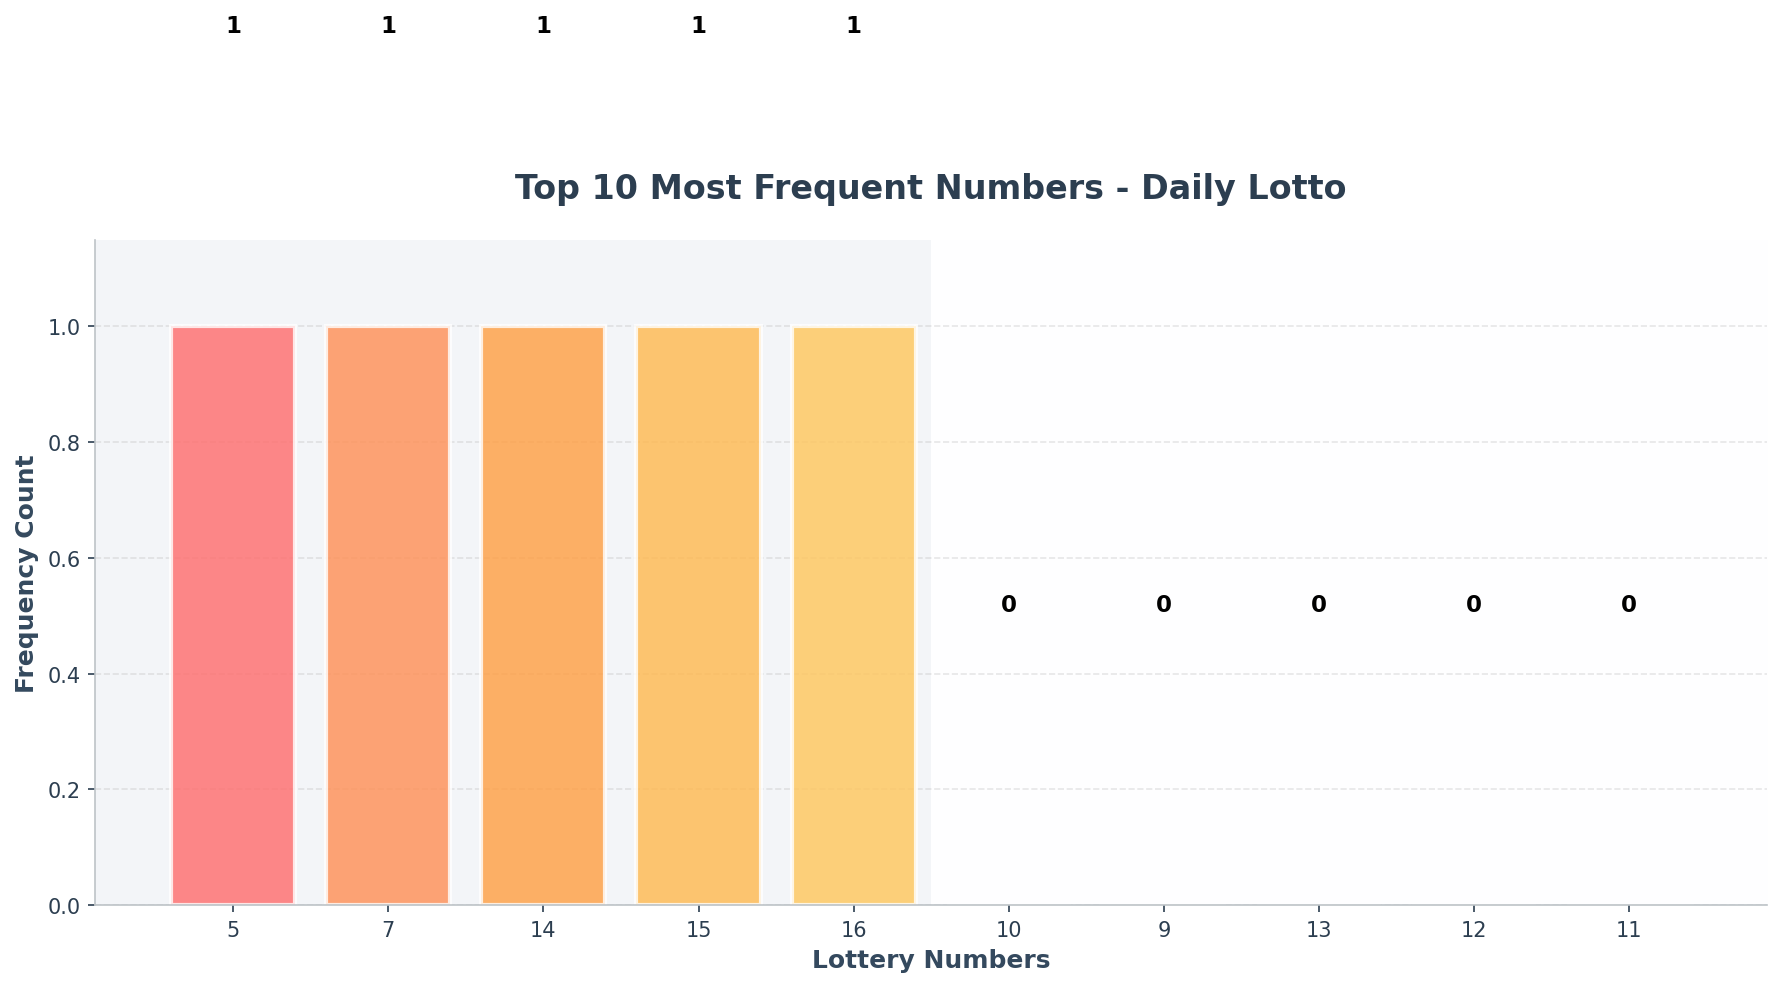 1 1 1 1 1
Top 10 Most Frequent Numbers - Daily Lotto
Frequency Count
1.0
0.8
0.6
0.4
0.2
0.0
0 0 0 0 0
5 7 14 15 16 10 9 13 12 11
Lottery Numbers